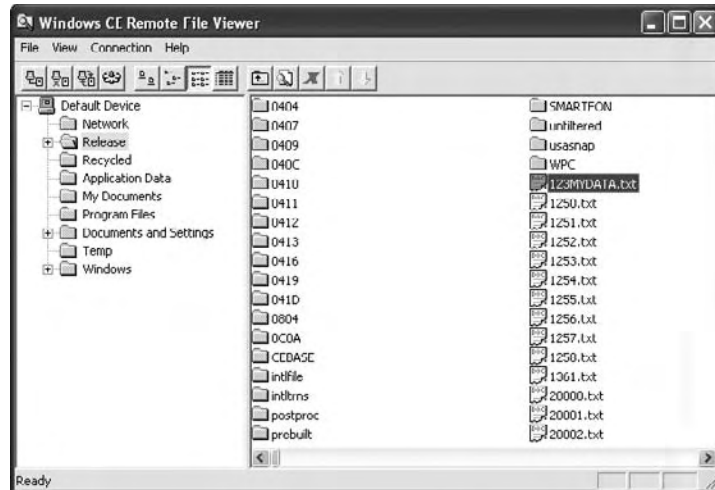 Windows CE Remote File Viewer
File View Connection Help
Default Device
Network
Release
Recycled
Application Data
My Documents
Program Files
Documents and Settings
Temp
Windows
0404
0407
0409
040C
0410
0411
0412
0413
0416
0419
041D
0804
0C0A
CEBASE
intlfile
intltrns
postproc
prebuilt
SMARTFON
unfiltered
usasnap
WPC
123MYDATA.txt
1250.txt
1251.txt
1252.txt
1253.txt
1254.txt
1255.txt
1256.txt
1257.txt
1258.txt
1361.txt
20000.txt
20001.txt
20002.txt
Ready